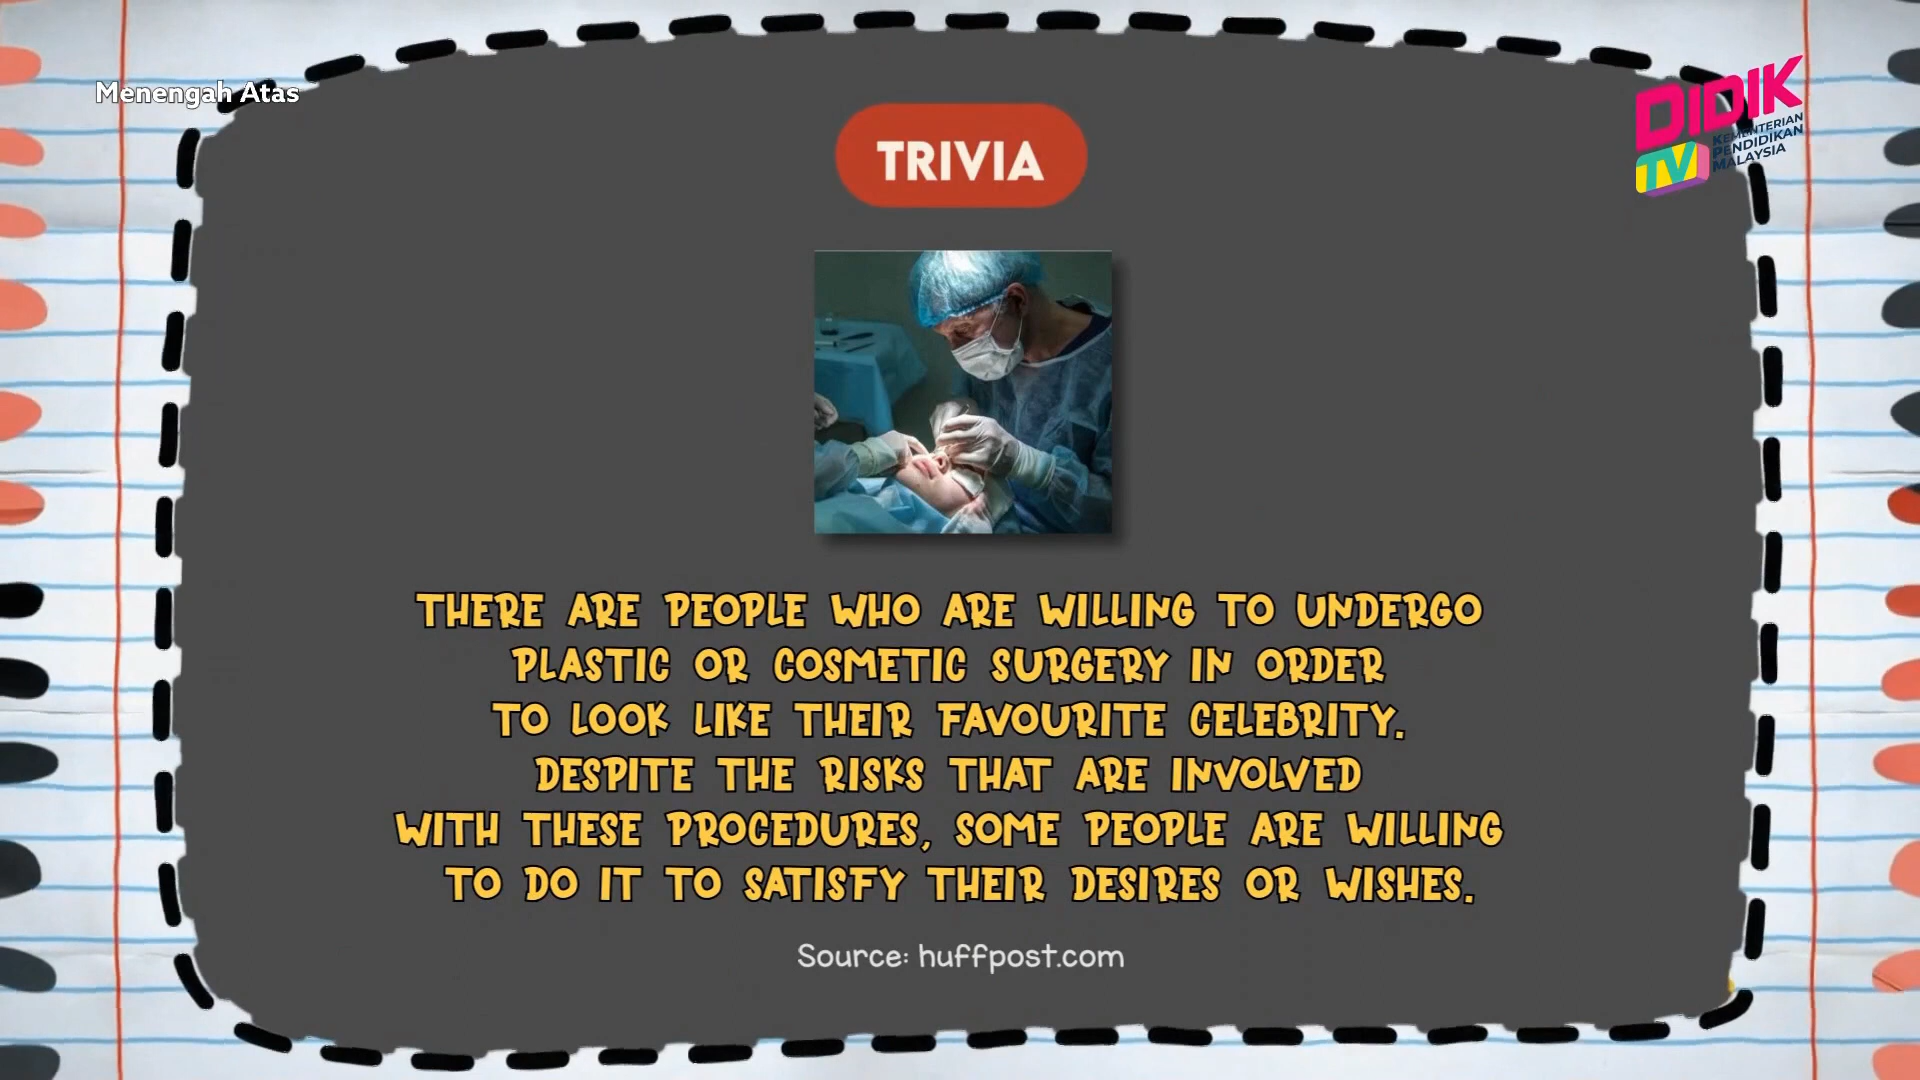 Menengah Atas
DIDIK
TV
KEMENTERIAN
PENDIDIKAN
MALAYSIA
TRIVIA
THERE ARE PEOPLE WHO ARE WILLING TO UNDERGO
PLASTIC OR COSMETIC SURGERY IN ORDER
TO LOOK LIKE THEIR FAVOURITE CELEBRITY.
DESPITE THE RISKS THAT ARE INVOLVED
WITH THESE PROCEDURES, SOME PEOPLE ARE WILLING
TO DO IT TO SATISFY THEIR DESIRES OR WISHES.
Source: huffpost.com